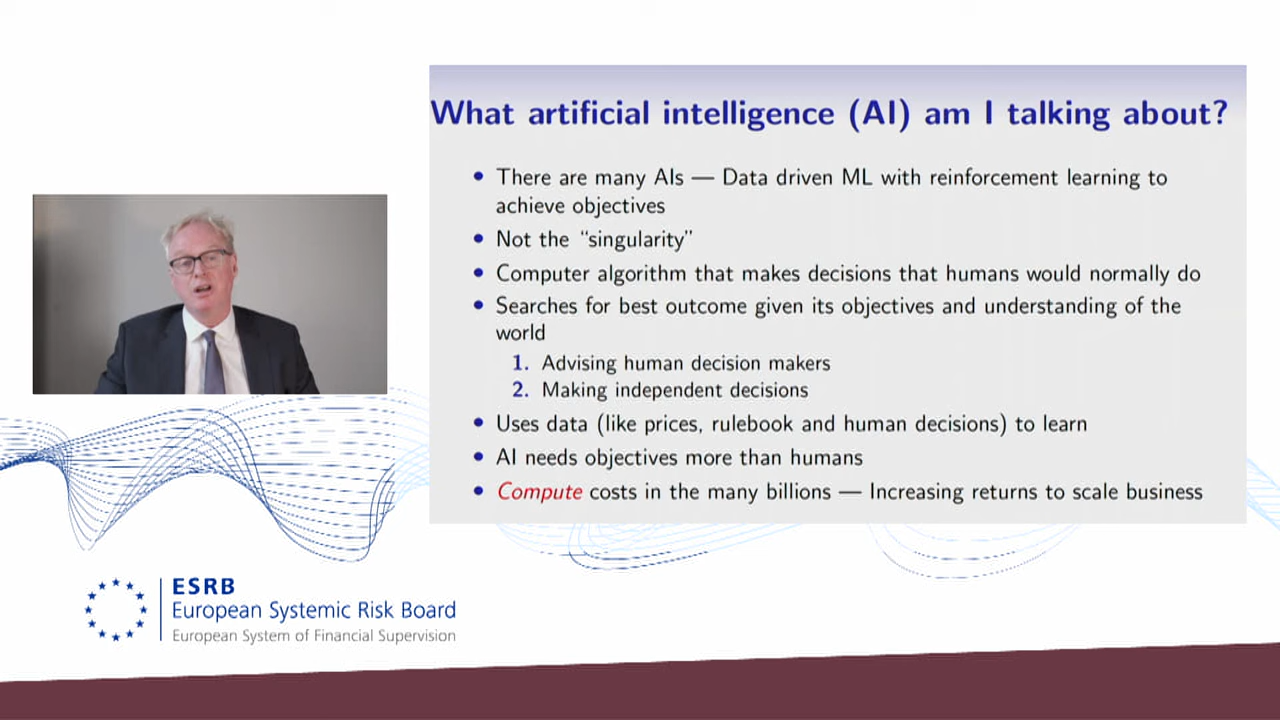 What artificial intelligence (AI) am I talking about?
• There are many AIs — Data driven ML with reinforcement learning to
achieve objectives
• Not the “singularity”
• Computer algorithm that makes decisions that humans would normally do
• Searches for best outcome given its objectives and understanding of the
world
1. Advising human decision makers
2. Making independent decisions
• Uses data (like prices, rulebook and human decisions) to learn
• AI needs objectives more than humans
• Compute costs in the many billions — Increasing returns to scale business
ESRB
European Systemic Risk Board
European System of Financial Supervision